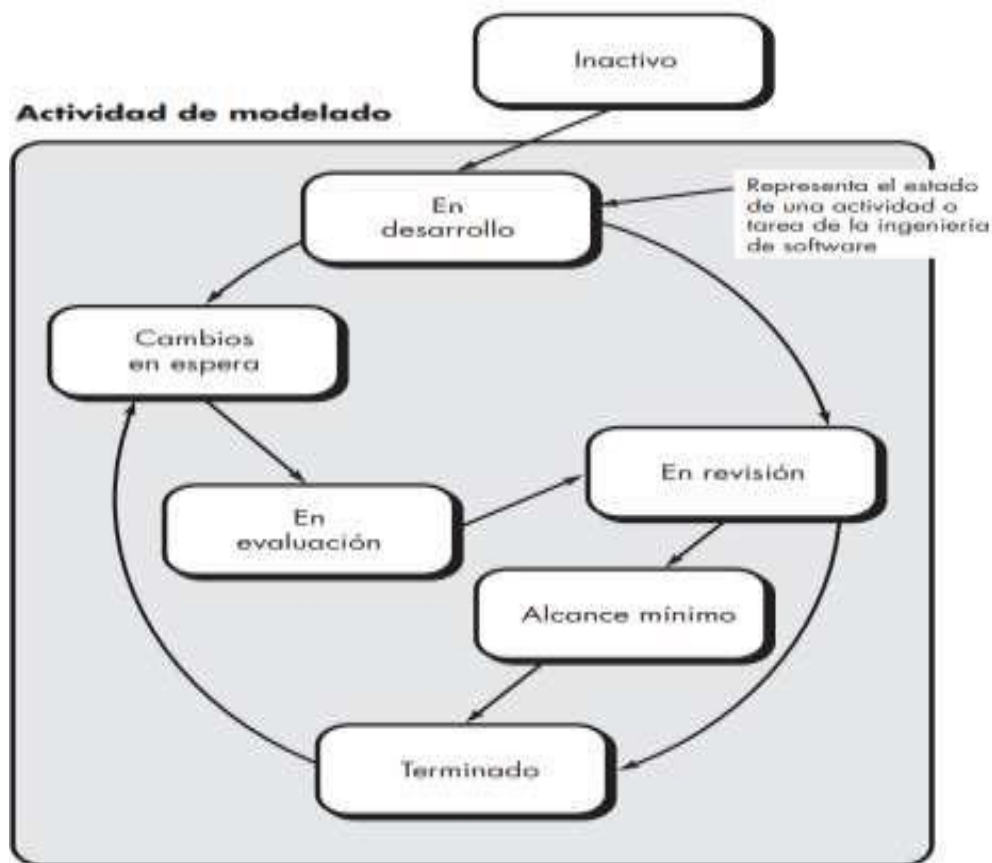 Inactivo
Actividad de modelado
En
desarrollo
Representa el estado
de una actividad o
tarea de la ingeniería
de software
Cambios
en espera
En revisión
En
evaluación
Alcance mínimo
Terminado